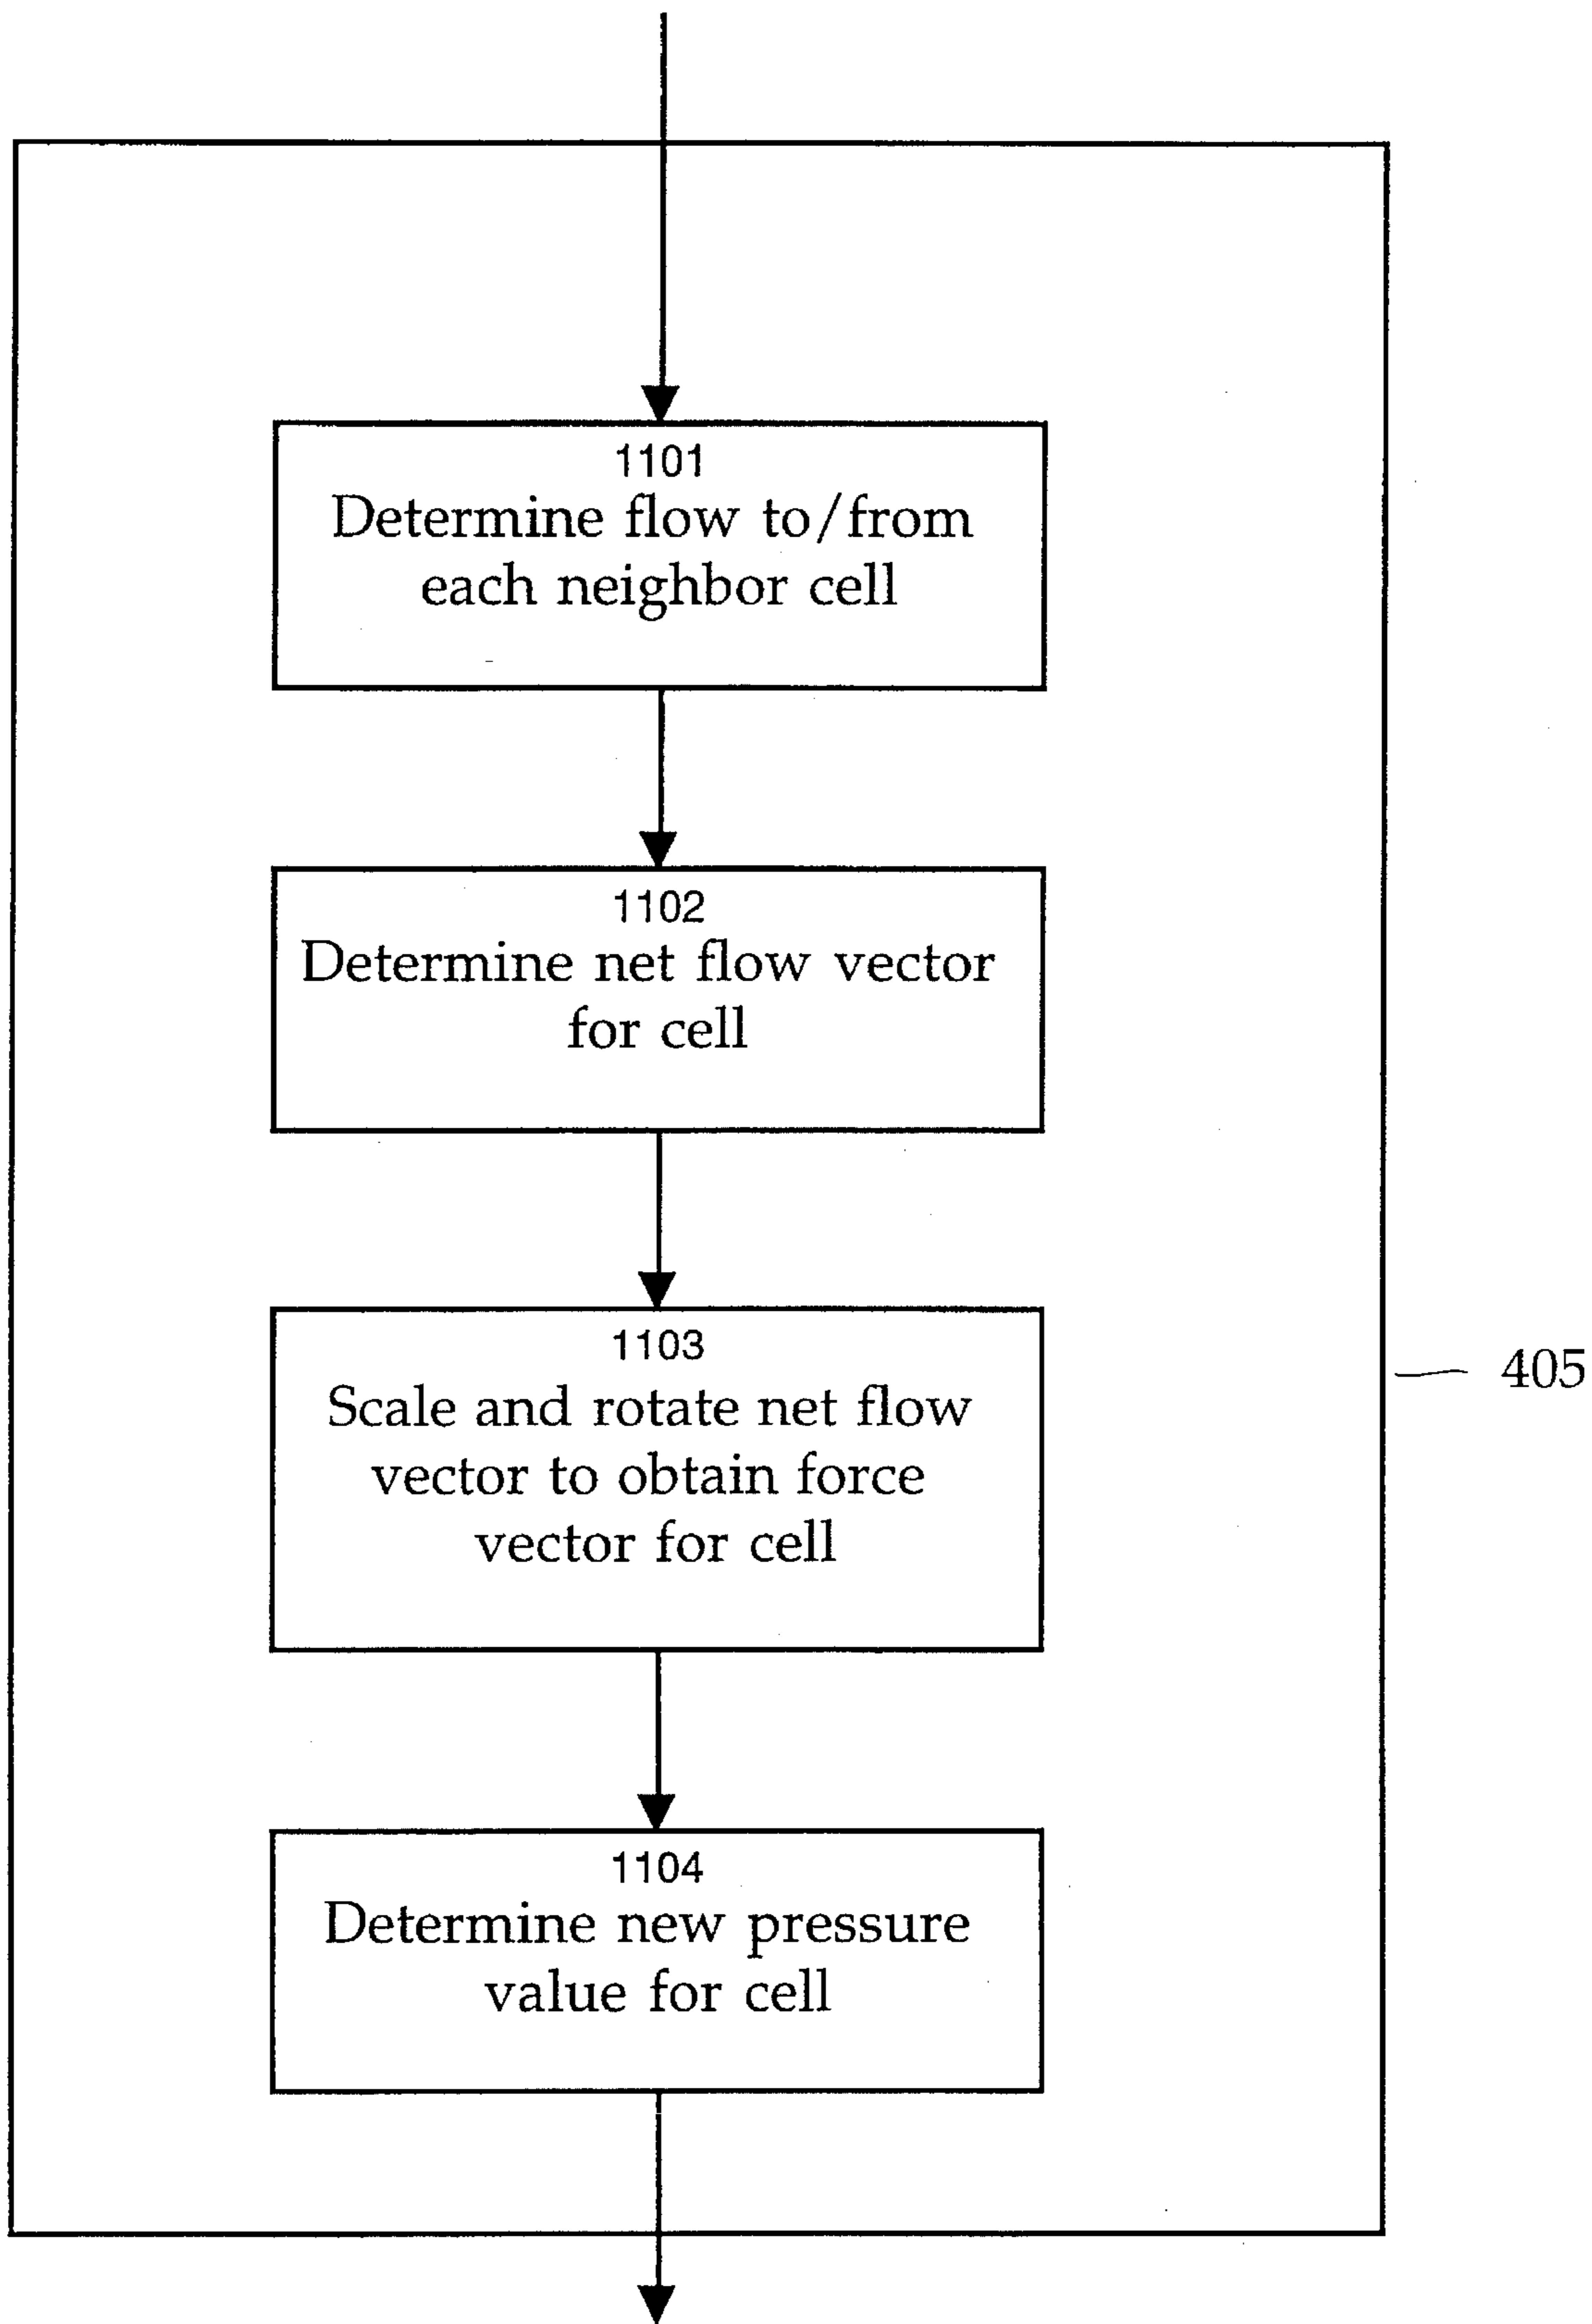 1101
Determine flow to/from
each neighbor cell
1102
Determine net flow vector
for cell
1103
Scale and rotate net flow
vector to obtain force
vector for cell
405
1104
Determine new pressure
value for cell